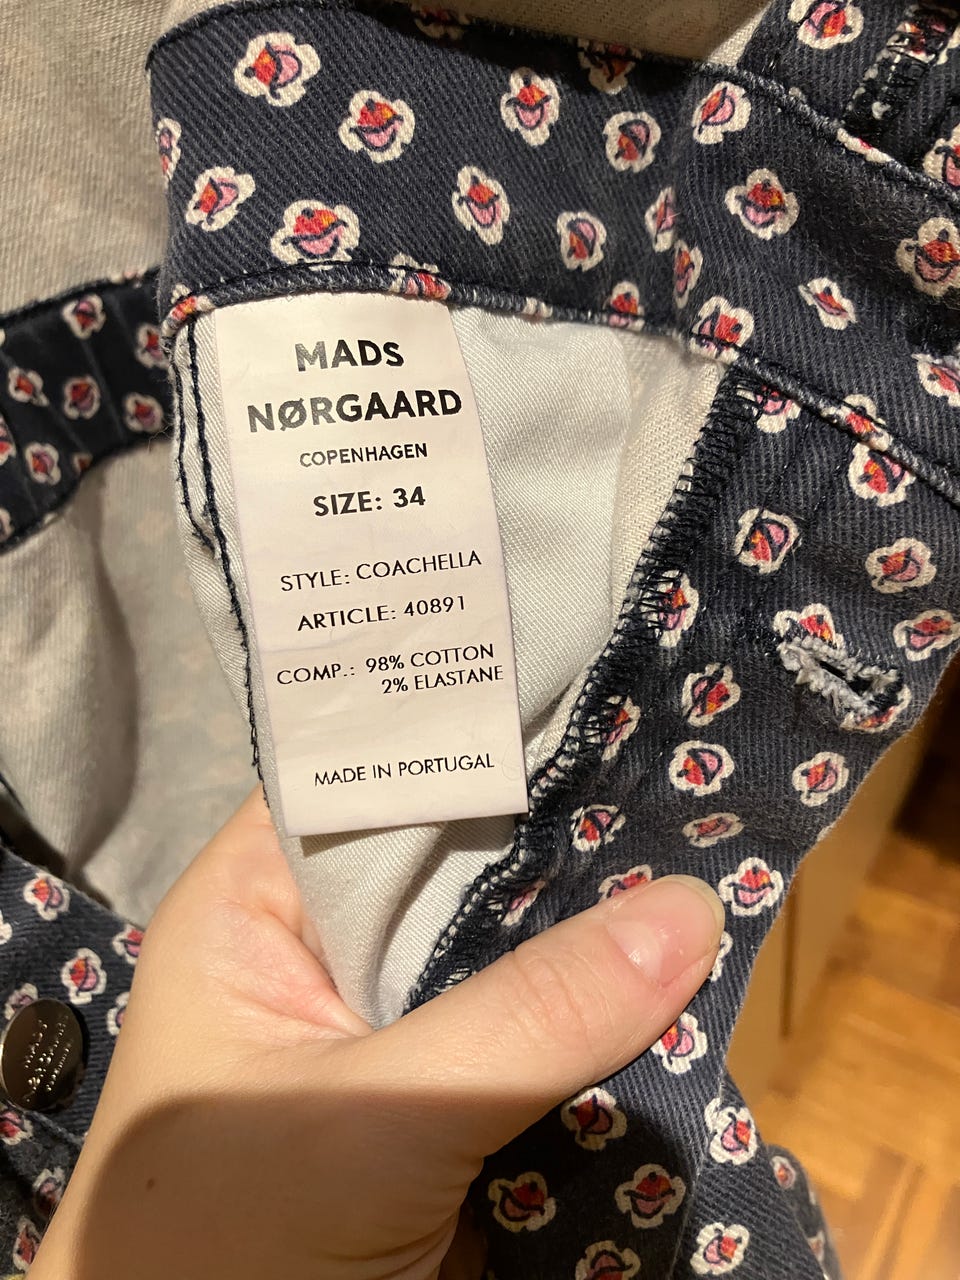 MADS
NØRGAARD
COPENHAGEN
SIZE: 34
STYLE: COACHELLA
ARTICLE: 40891
COMP.: 98% COTTON
2% ELASTANE
MADE IN PORTUGAL